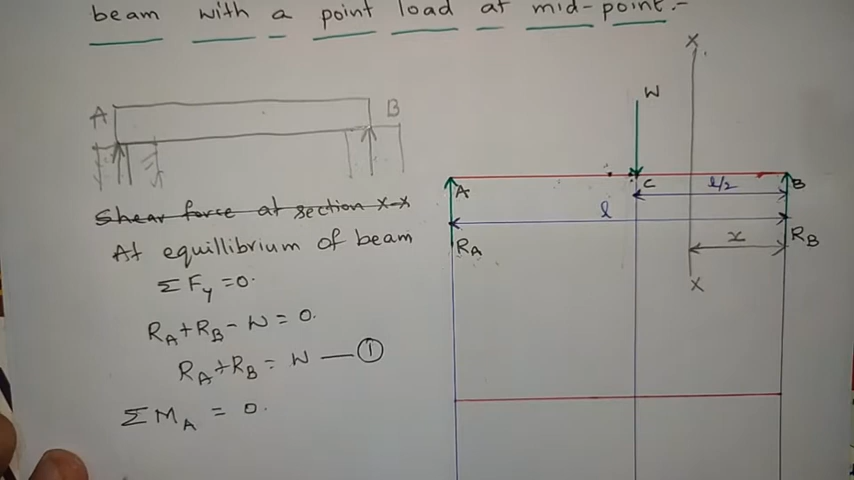 beam with a point load at mid-point:-
A B
Shear force at section X-X
At equillibrium of beam
ΣFy=0.
RA+RB-W=0.
RA+RB=W — ①
ΣMA = 0.
X
W
A C B
l/2
l
RA x RB
X